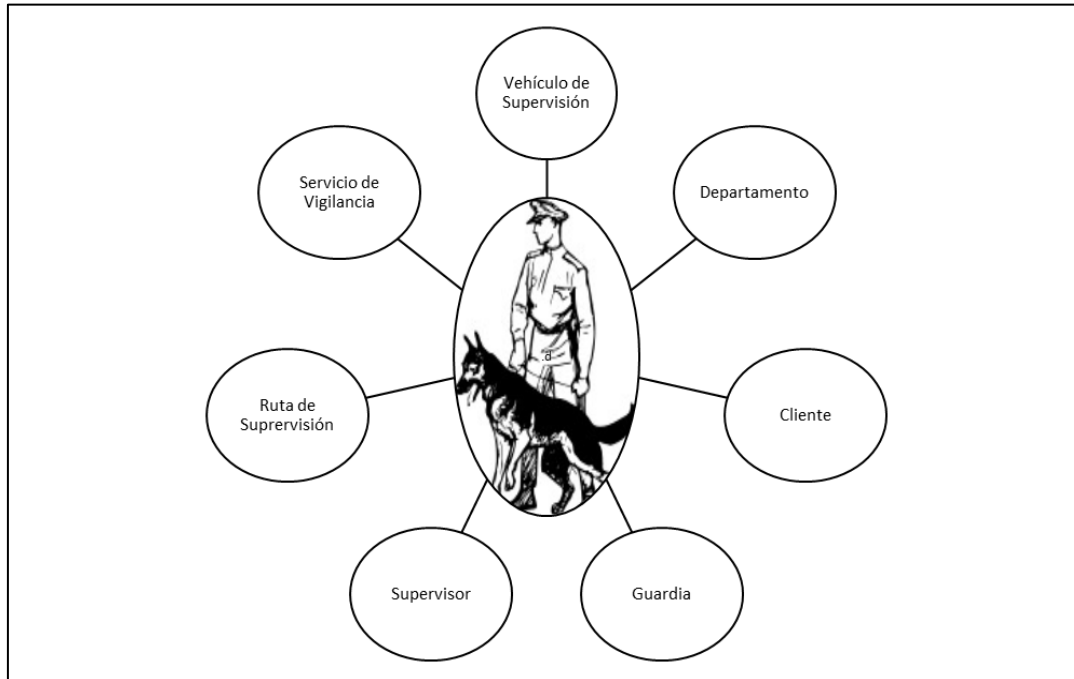 Vehículo de
Supervisión
Servicio de
Vigilancia
Departamento
.d
Ruta de
Suprervisión
Cliente
Supervisor
Guardia